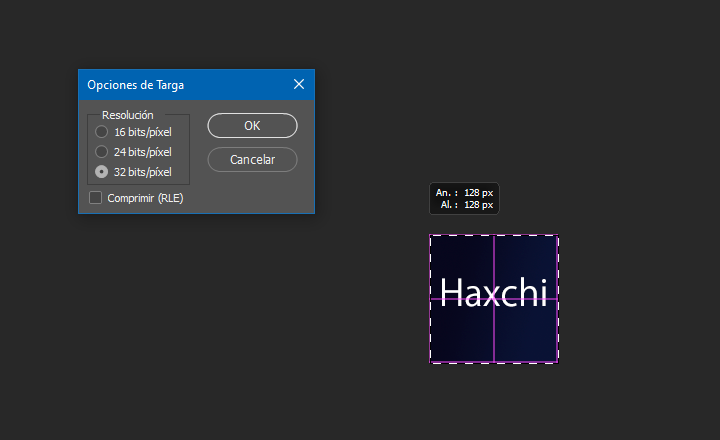 Opciones de Targa
Resolución
16 bits/píxel
24 bits/píxel
32 bits/píxel
Comprimir (RLE)
OK
Cancelar
An.: 128 px
Al.: 128 px
Haxchi